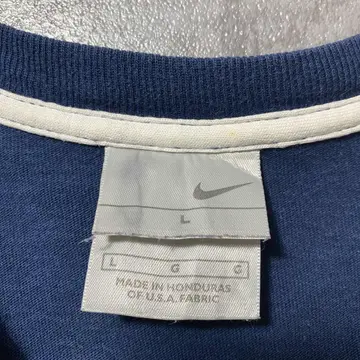 L
L G G
MADE IN HONDURAS
OF U.S.A. FABRIC